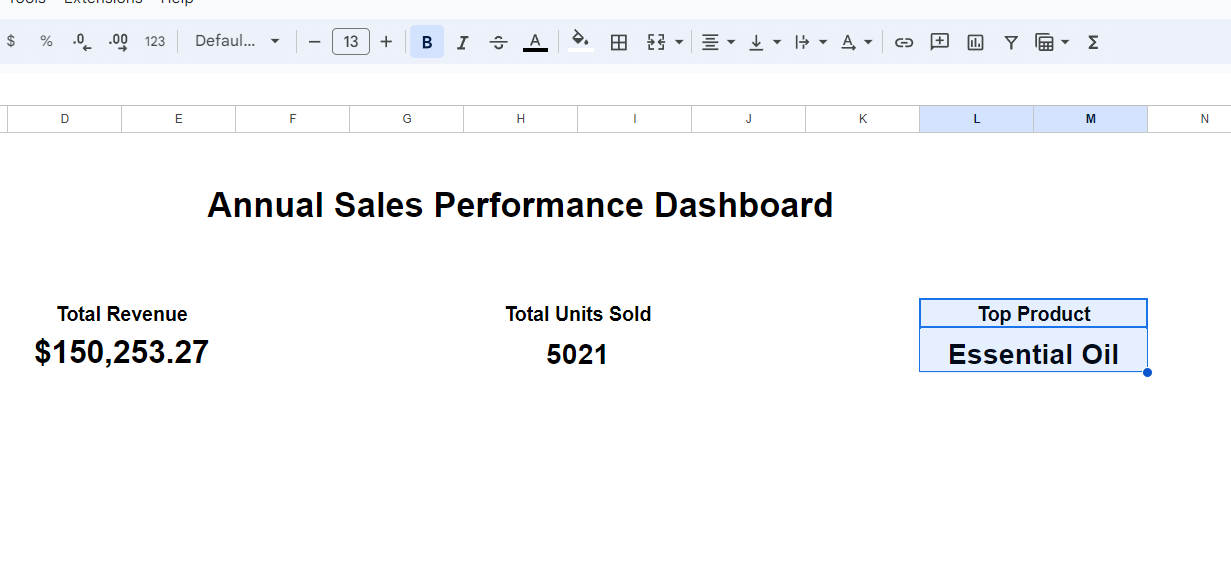 Tools Extensions Help
$ % .0 .00 123 Defaul... 13 B I S A A Σ
D E F G H I J K L M N
Annual Sales Performance Dashboard
Total Revenue Total Units Sold Top Product
$150,253.27 5021 Essential Oil